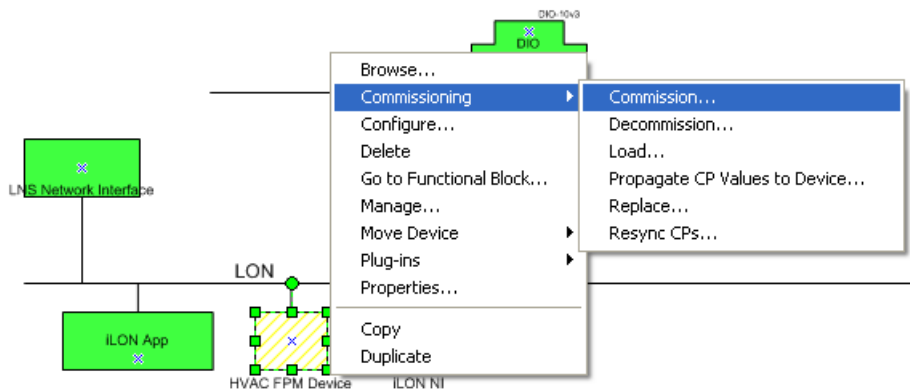 DIO-10v3
DIO
Browse...
Commissioning
Commission...
Configure...
Decommission...
Delete
Load...
Go to Functional Block...
Propagate CP Values to Device...
Manage...
Replace...
Move Device
Resync CPs...
Plug-ins
Properties...
Copy
Duplicate
LNS Network Interface
LON
iLON App
HVAC FPM Device
iLON NI